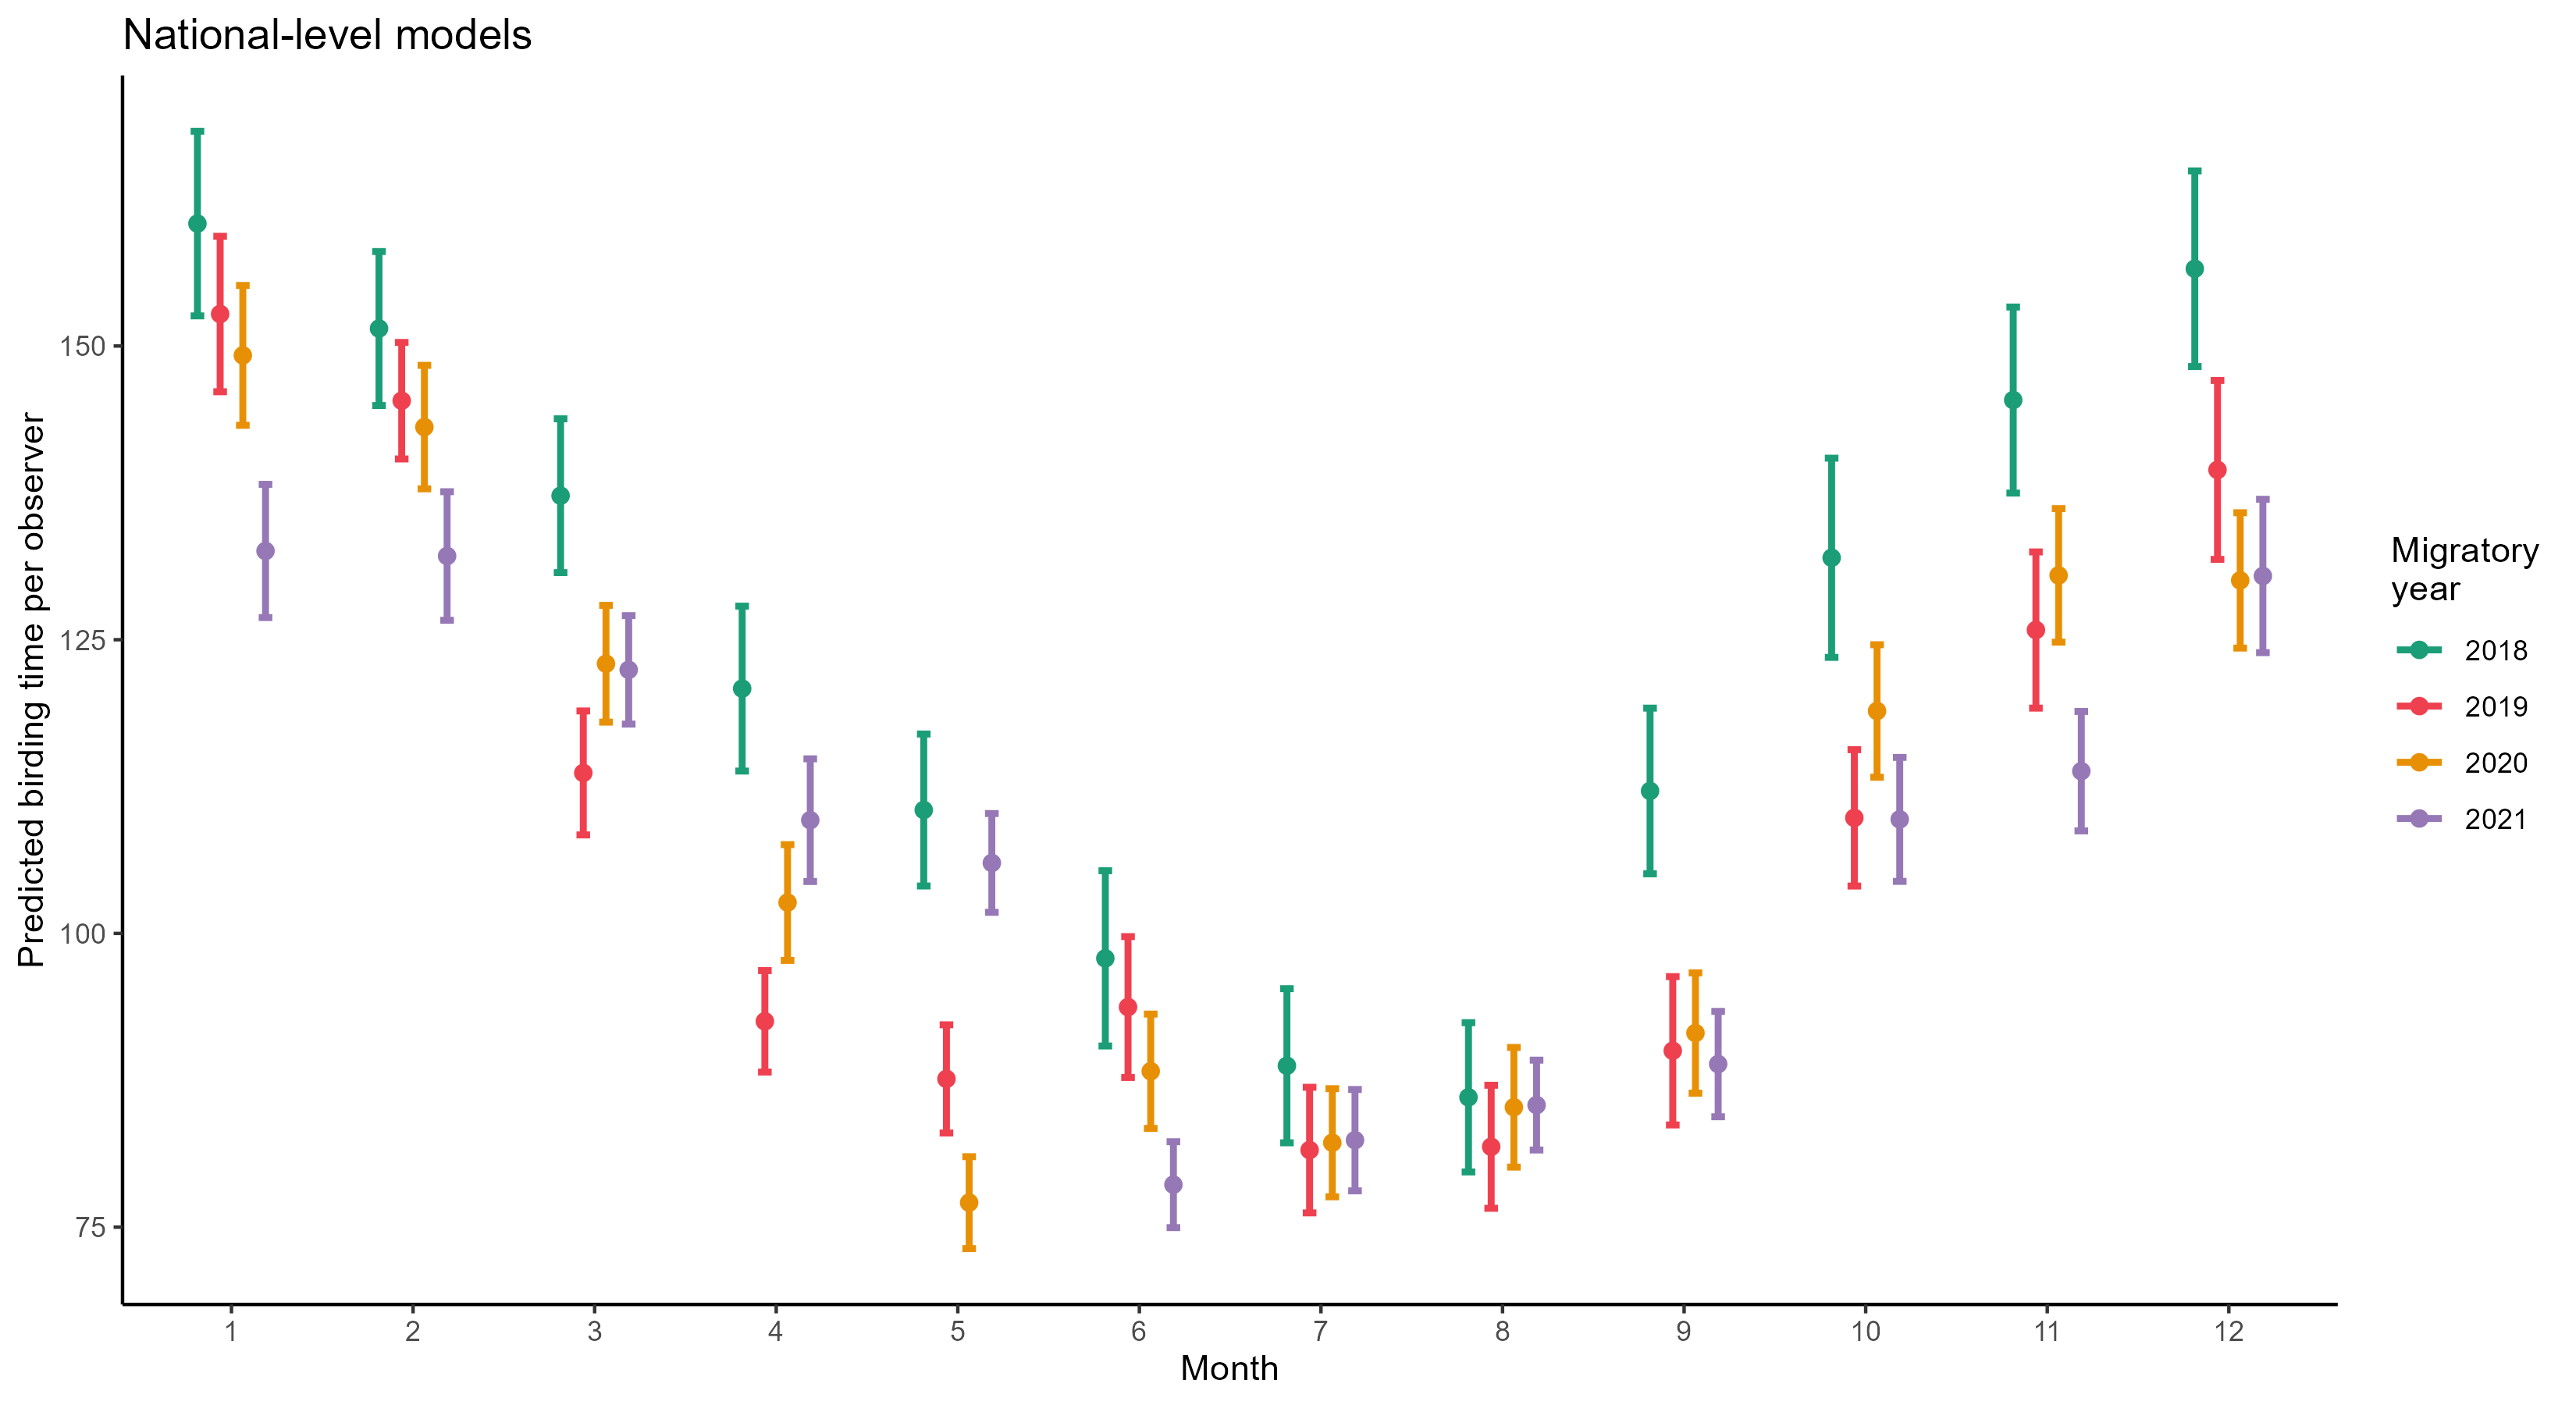 National-level models
Predicted birding time per observer
150
125
100
75
1 2 3 4 5 6 7 8 9 10 11 12
Month
Migratory
year
2018
2019
2020
2021